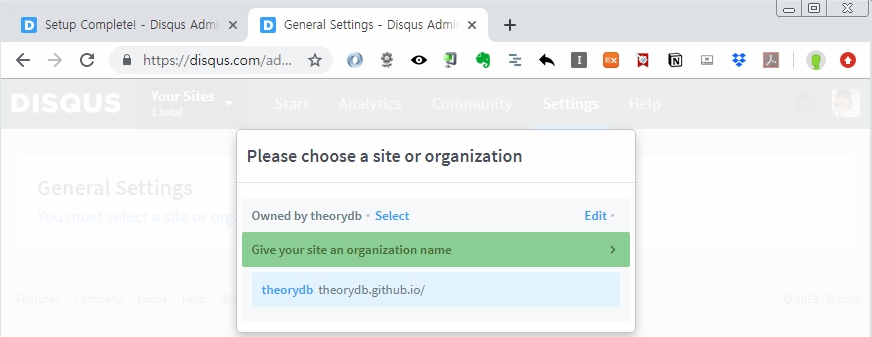 Setup Complete! - Disqus Admi
General Settings - Disqus Admi
https://disqus.com/ad...
DISQUS
Your Sites
1 total
Start
Analytics
Community
Settings
Help
General Settings
You must select a site or orga
Please choose a site or organization
Owned by theorydb • Select
Edit •
Give your site an organization name
theorydb theorydb.github.io/
Features Company Logos Help Blo
© 2019 - Disqus